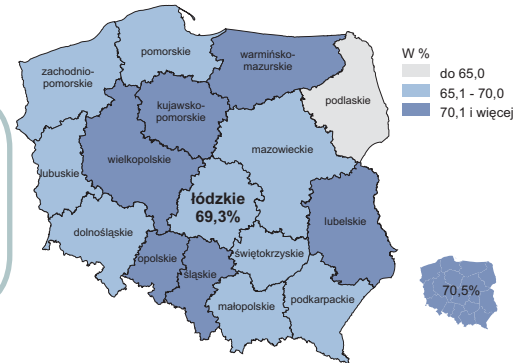 W %
do 65,0
65,1 - 70,0
70,1 i więcej
pomorskie
warmińsko-
mazurskie
zachodnio-
pomorskie
podlaskie
kujawsko-
pomorskie
mazowieckie
wielkopolskie
lubuskie
łódzkie
69,3%
lubelskie
dolnośląskie
opolskie
śląskie
świętokrzyskie
małopolskie
podkarpackie
70,5%